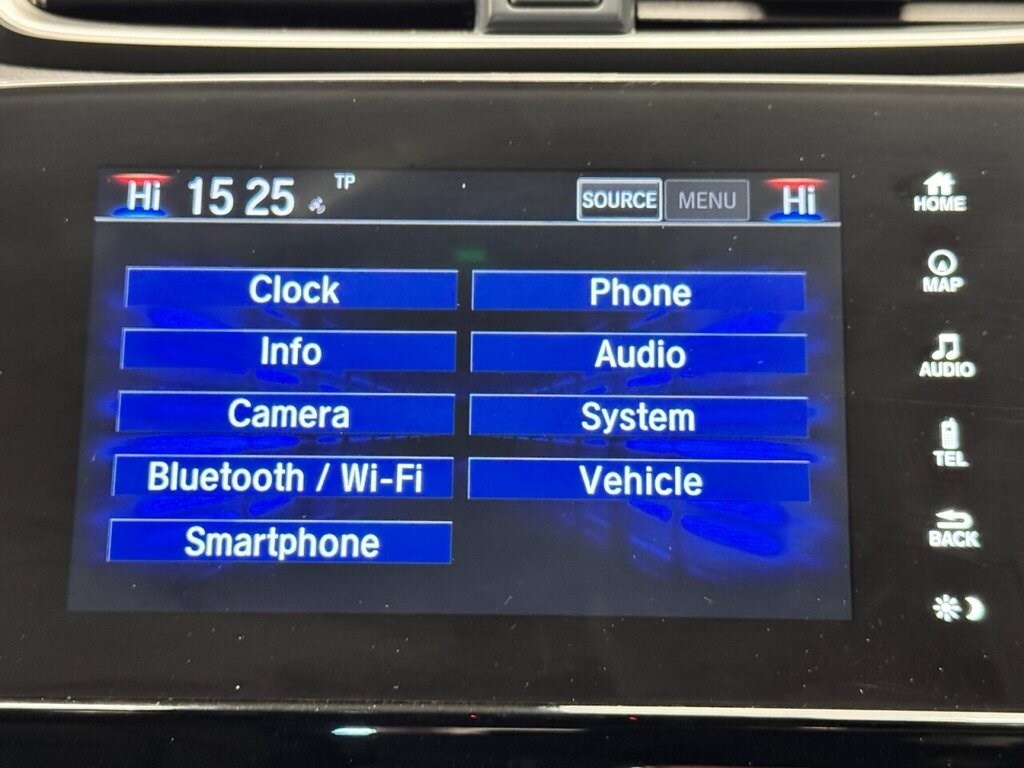 Hi 15 25 TP SOURCE MENU Hi
Clock Phone
Info Audio
Camera System
Bluetooth / Wi-Fi Vehicle
Smartphone
HOME
MAP
AUDIO
TEL
BACK